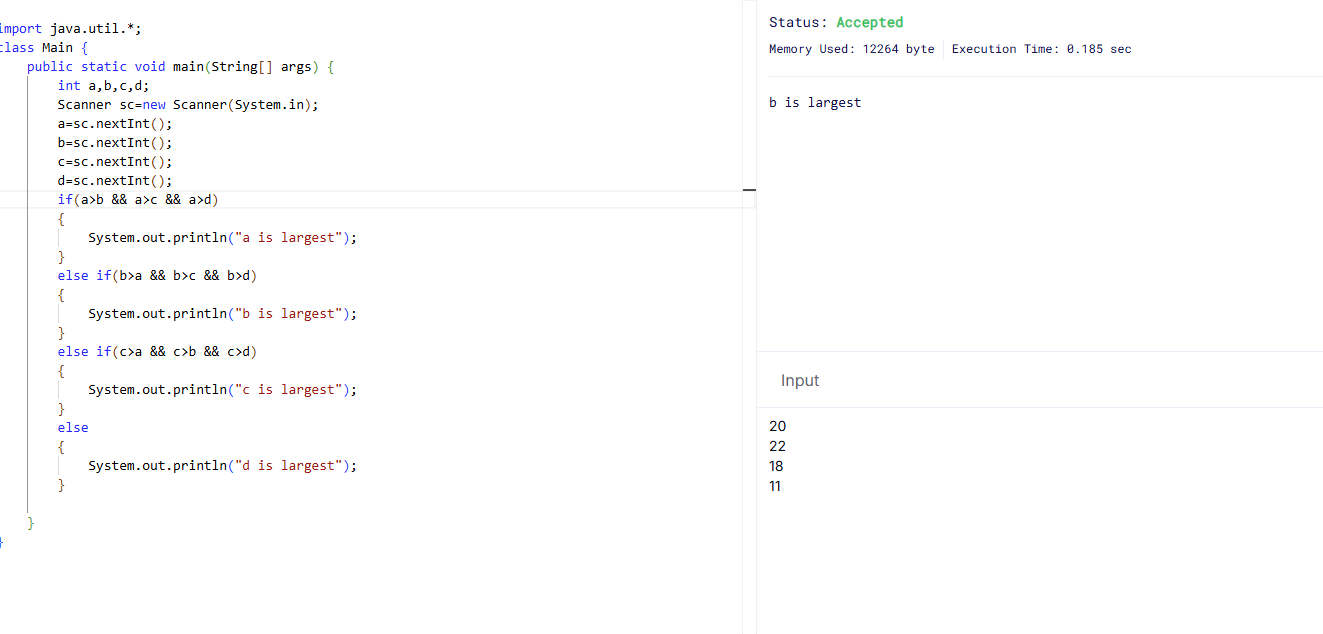 import java.util.*;
class Main {
    public static void main(String[] args) {
        int a,b,c,d;
        Scanner sc=new Scanner(System.in);
        a=sc.nextInt();
        b=sc.nextInt();
        c=sc.nextInt();
        d=sc.nextInt();
        if(a>b && a>c && a>d)
        {
            System.out.println("a is largest");
        }
        else if(b>a && b>c && b>d)
        {
            System.out.println("b is largest");
        }
        else if(c>a && c>b && c>d)
        {
            System.out.println("c is largest");
        }
        else
        {
            System.out.println("d is largest");
        }
    }
}
Status: Accepted
Memory Used: 12264 byte Execution Time: 0.185 sec
b is largest
Input
20
22
18
11